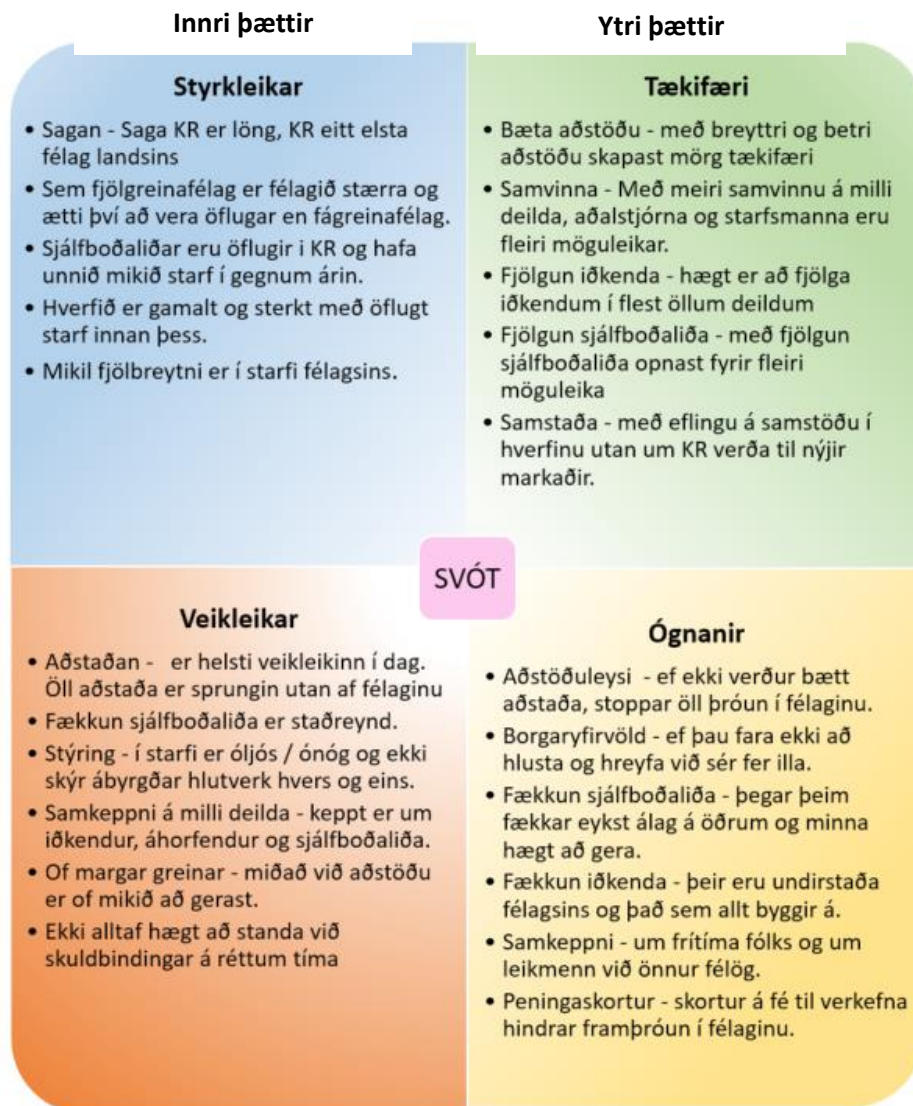 Innri þættir
Ytri þættir
Styrkleikar
• Sagan - Saga KR er löng, KR eitt elsta
félag landsins
• Sem fjölgreinafélag er félagið stærra og
ætti því að vera öflugar en fágreinafélag.
• Sjálfboðaliðar eru öflugir i KR og hafa
unnið mikið starf í gegnum árin.
• Hverfið er gamalt og sterkt með öflugt
starf innan þess.
• Mikil fjölbreytni er í starfi félagsins.
Tækifæri
• Bæta aðstöðu - með breyttri og betri
aðstöðu skapast mörg tækifæri
• Samvinna - Með meiri samvinnu á milli
deilda, aðalstjórna og starfsmanna eru
fleiri möguleikar.
• Fjölgun iðkenda - hægt er að fjölga
iðkendum í flest öllum deildum
• Fjölgun sjálfboðaliða - með fjölgun
sjálfboðaliða opnast fyrir fleiri
möguleika
• Samstaða - með eflingu á samstöðu í
hverfinu utan um KR verða til nýjir
markaðir.
SVÓT
Veikleikar
• Aðstaðan - er helsti veikleikinn í dag.
Öll aðstaða er sprungin utan af félaginu
• Fækkun sjálfboðaliða er staðreynd.
• Stýring - í starfi er óljós / ónóg og ekki
skýr ábyrgðar hlutverk hvers og eins.
• Samkeppni á milli deilda - keppt er um
iðkendur, áhorfendur og sjálfboðaliða.
• Of margar greinar - miðað við aðstöðu
er of mikið að gerast.
• Ekki alltaf hægt að standa við
skuldbindingar á réttum tíma
Ógnanir
• Aðstöðuleysi - ef ekki verður bætt
aðstaða, stoppar öll þróun í félaginu.
• Borgaryfirvöld - ef þau fara ekki að
hlusta og hreyfa við sér fer illa.
• Fækkun sjálfboðaliða - þegar þeim
fækkar eykst álag á öðrum og minna
hægt að gera.
• Fækkun iðkenda - þeir eru undirstaða
félagsins og það sem allt byggir á.
• Samkeppni - um frítíma fólks og um
leikmenn við önnur félög.
• Peningaskortur - skortur á fé til verkefna
hindrar framþróun í félaginu.